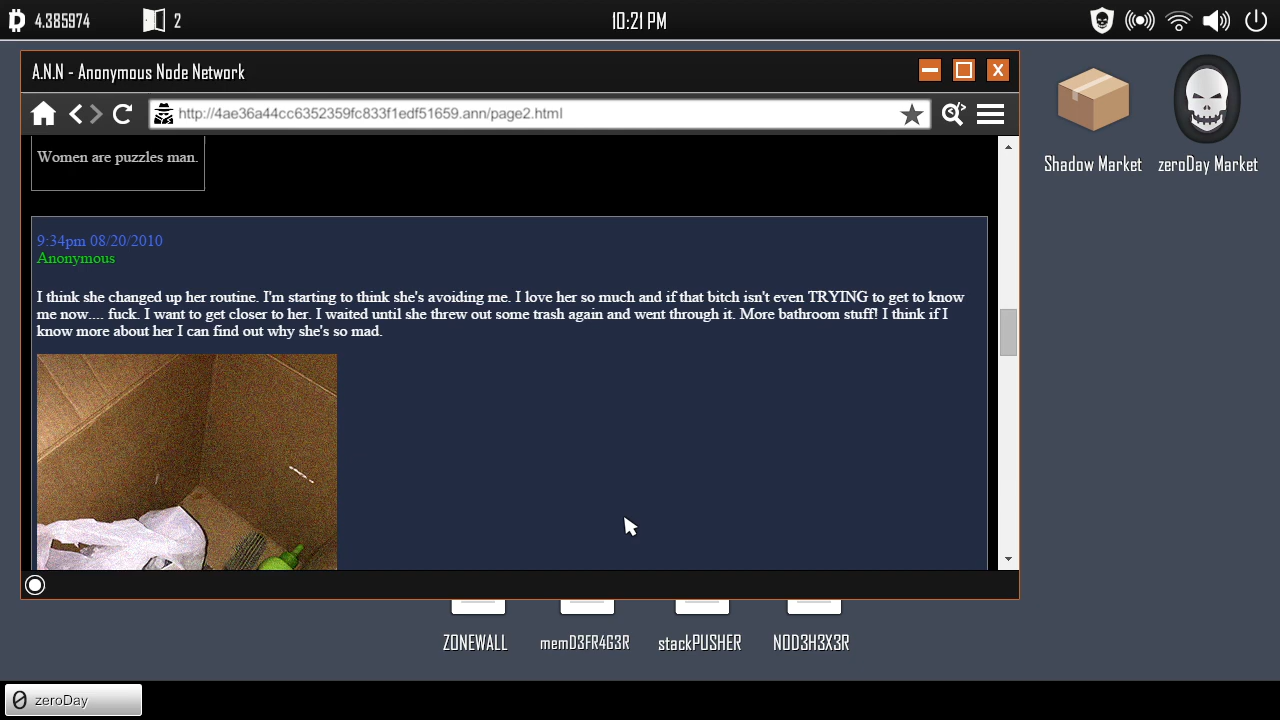 4.385974
2
10:21 PM
A.N.N - Anonymous Node Network
http://4ae36a44cc6352359fc833f1edf51659.ann/page2.html
Shadow Market
zeroDay Market
Women are puzzles man.
9:34pm 08/20/2010
Anonymous
I think she changed up her routine. I'm starting to think she's avoiding me. I love her so much and if that bitch isn't even TRYING to get to know
me now.... fuck. I want to get closer to her. I waited until she threw out some trash again and went through it. More bathroom stuff! I think if I
know more about her I can find out why she's so mad.
ZONEWALL
memD3FR4G3R
stackPUSHER
NOD3H3X3R
zeroDay